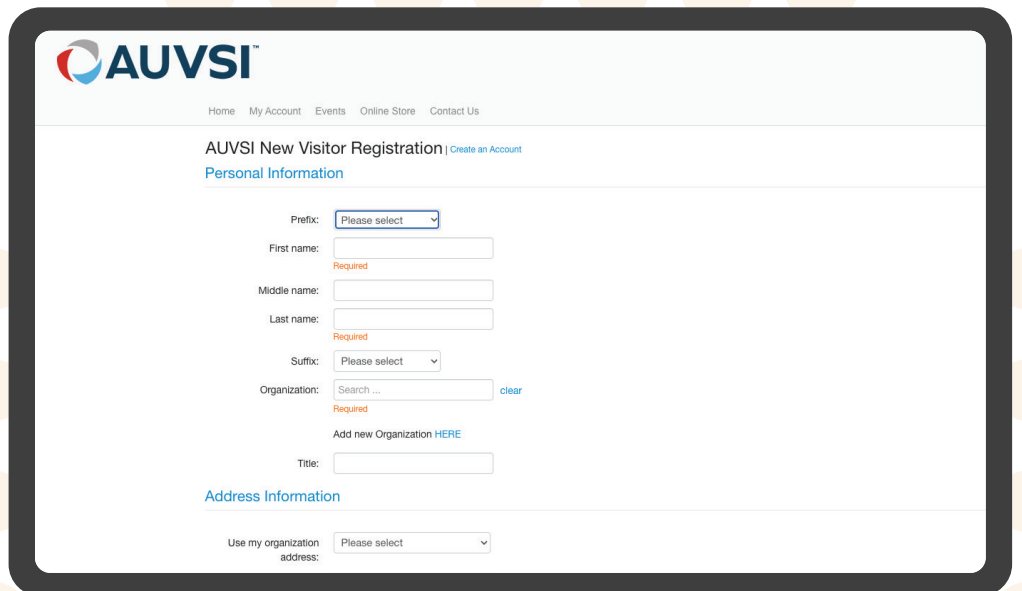 AUVSI™
Home My Account Events Online Store Contact Us
AUVSI New Visitor Registration | Create an Account
Personal Information
Prefix: Please select
First name:
Required
Middle name:
Last name:
Required
Suffix: Please select
Organization: Search ... clear
Required
Add new Organization HERE
Title:
Address Information
Use my organization Please select
address: